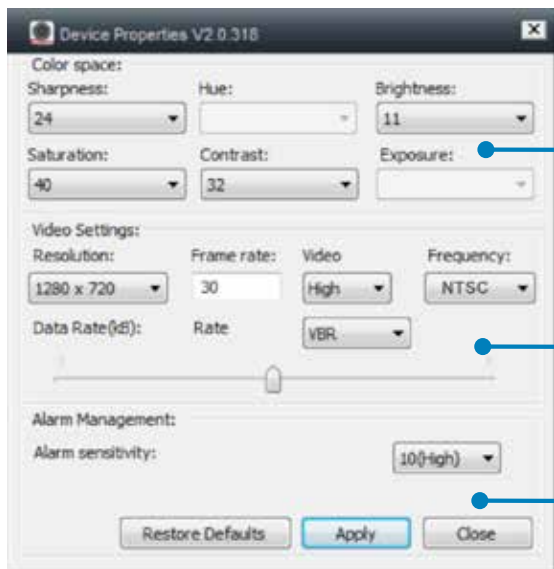 Device Properties V2.0.318
Color space:
Sharpness: Hue: Brightness:
24 11
Saturation: Contrast: Exposure:
40 32
Video Settings:
Resolution: Frame rate: Video Frequency:
1280 x 720 30 High NTSC
Data Rate(kB): Rate VBR
Alarm Management:
Alarm sensitivity: 10(High)
Restore Defaults Apply Close